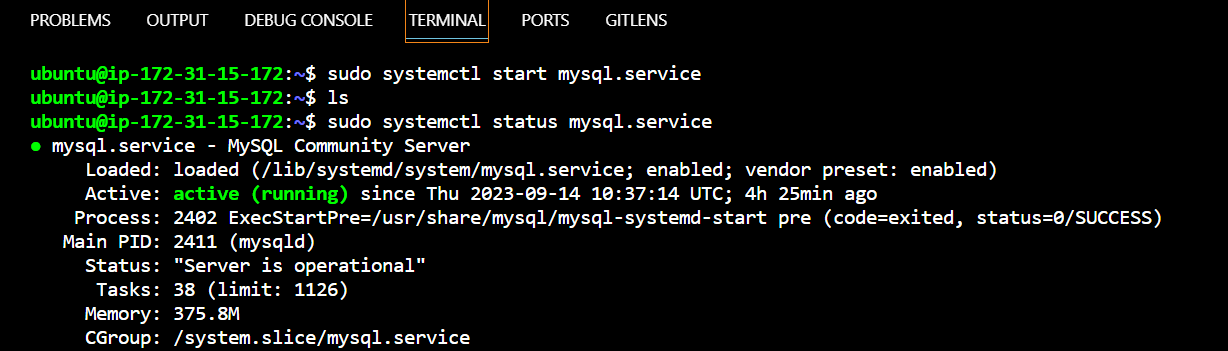 PROBLEMS OUTPUT DEBUG CONSOLE TERMINAL PORTS GITLENS
ubuntu@ip-172-31-15-172:~$ sudo systemctl start mysql.service
ubuntu@ip-172-31-15-172:~$ ls
ubuntu@ip-172-31-15-172:~$ sudo systemctl status mysql.service
● mysql.service - MySQL Community Server
Loaded: loaded (/lib/systemd/system/mysql.service; enabled; vendor preset: enabled)
Active: active (running) since Thu 2023-09-14 10:37:14 UTC; 4h 25min ago
Process: 2402 ExecStartPre=/usr/share/mysql/mysql-systemd-start pre (code=exited, status=0/SUCCESS)
Main PID: 2411 (mysqld)
Status: "Server is operational"
Tasks: 38 (limit: 1126)
Memory: 375.8M
CGroup: /system.slice/mysql.service